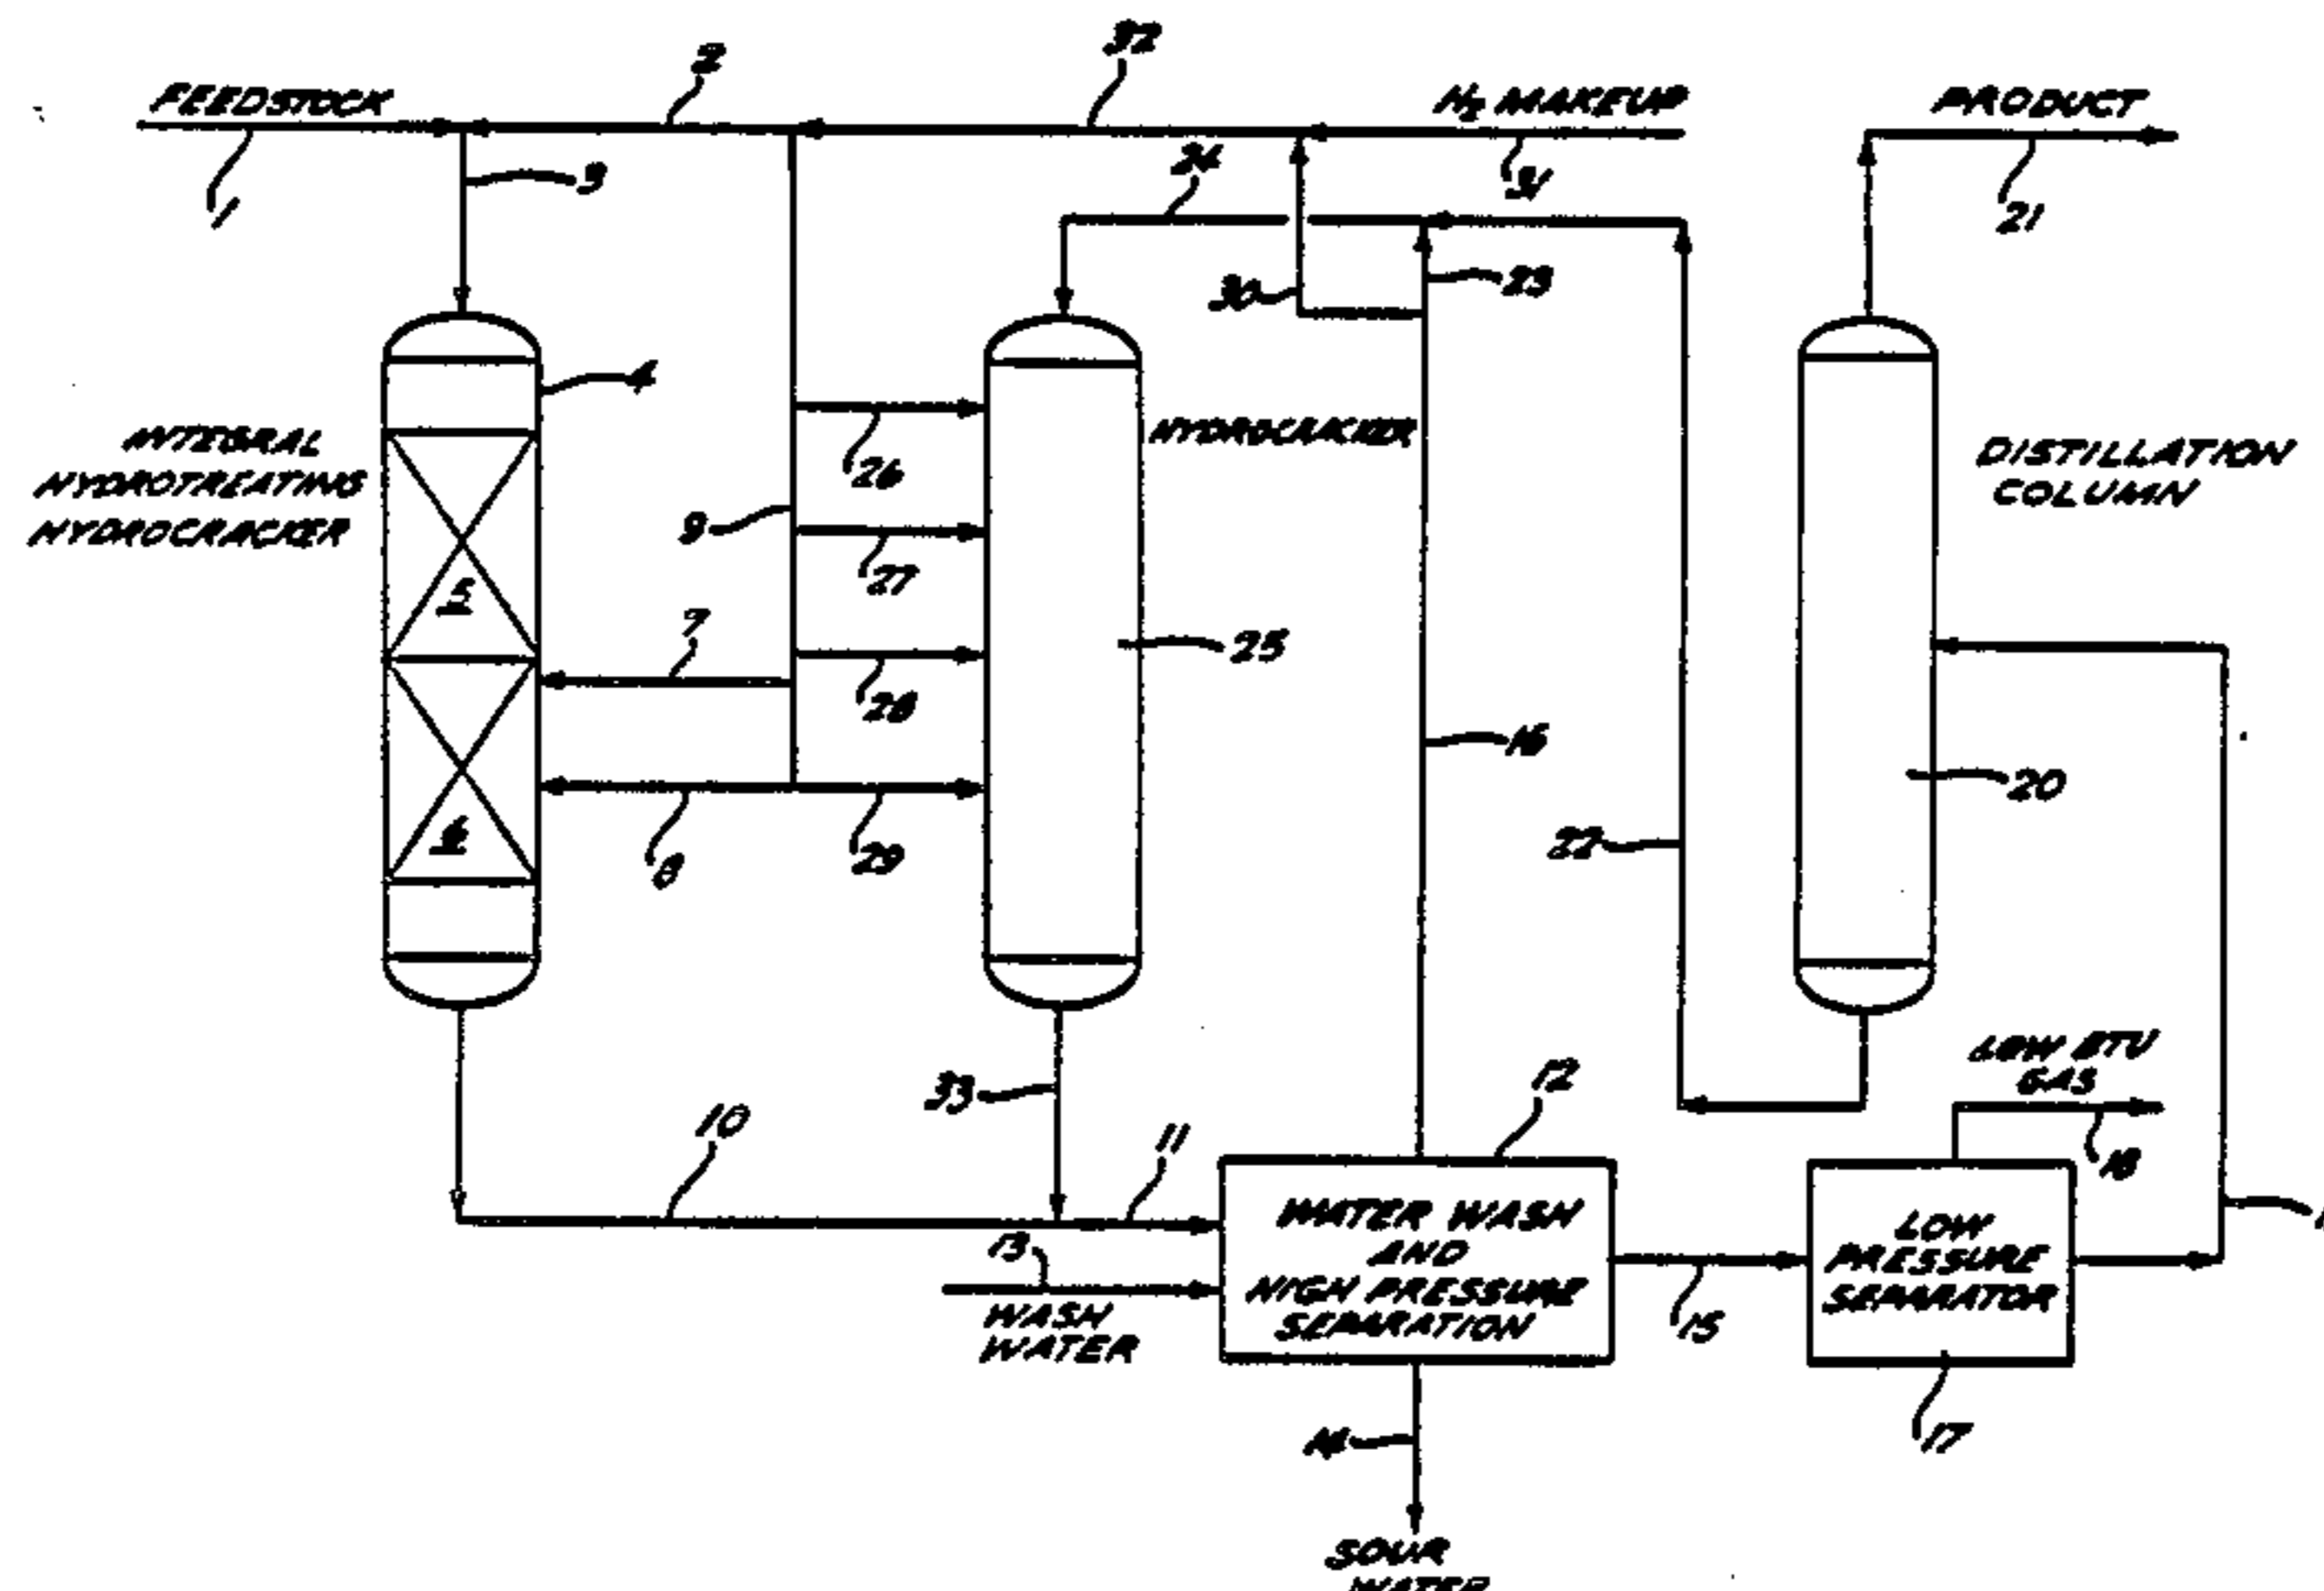 2
32
FEEDSTOCK
H2 MAKEUP
PRODUCT
1
3
24
31
21
30
23
4
INTEGRAL
HYDROTREATING
HYDROCRACKER
HYDROCRACKER
DISTILLATION
COLUMN
26
9
27
5
7
25
28
16
20
6
8
29
22
33
10
11
12
LOW BTU
GAS
18
13
WASH
WATER
WATER WASH
AND
HIGH PRESSURE
SEPARATION
15
LOW
PRESSURE
SEPARATOR
14
17
SOUR
WATER